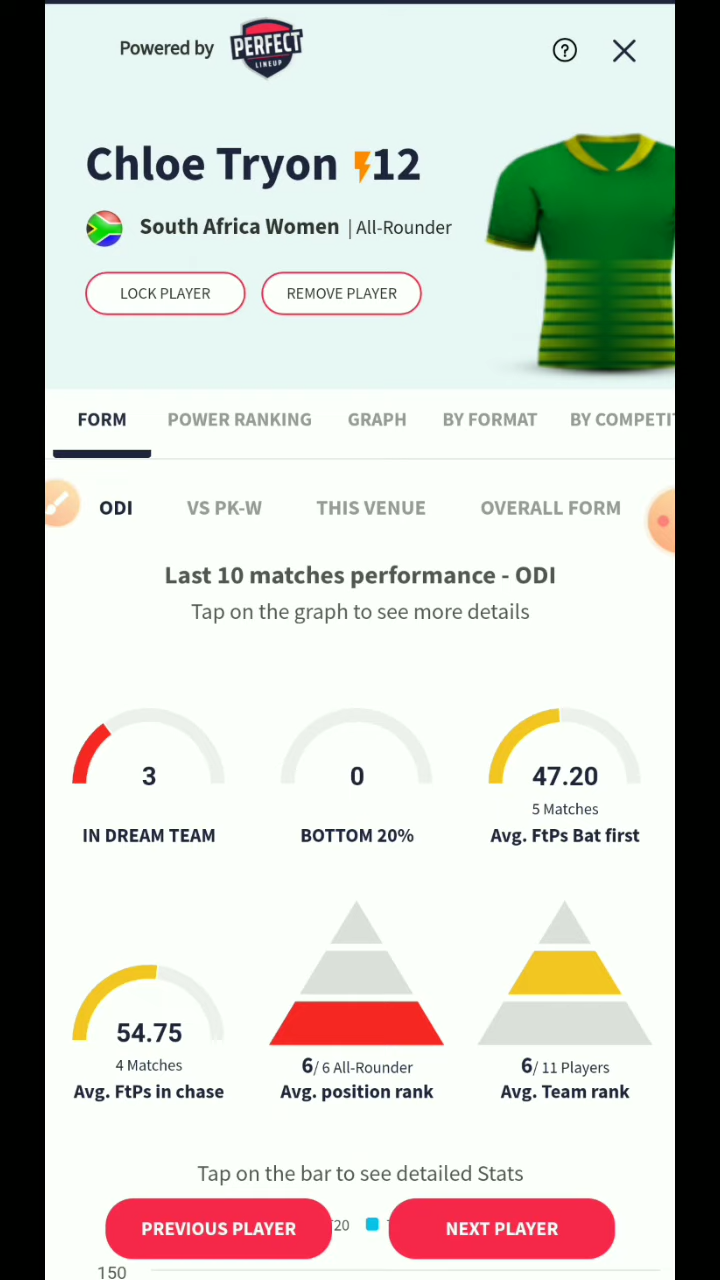 Powered by PERFECT LINEUP
?
Chloe Tryon 12
South Africa Women | All-Rounder
LOCK PLAYER REMOVE PLAYER
FORM POWER RANKING GRAPH BY FORMAT BY COMPETI
ODI VS PK-W THIS VENUE OVERALL FORM
Last 10 matches performance - ODI
Tap on the graph to see more details
3 0 47.20
5 Matches
IN DREAM TEAM BOTTOM 20% Avg. FtPs Bat first
54.75
4 Matches 6/ 6 All-Rounder 6/ 11 Players
Avg. FtPs in chase Avg. position rank Avg. Team rank
Tap on the bar to see detailed Stats
PREVIOUS PLAYER 20 NEXT PLAYER
150